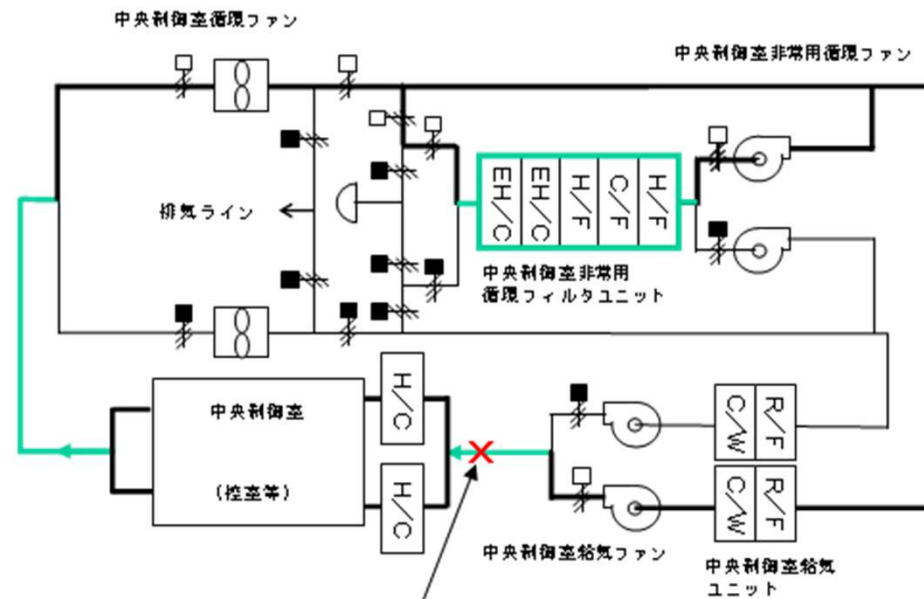 中央制御室循環ファン
中央制御室非常用循環ファン
EH/C
EH/C
H/F
C/F
H/F
排気ライン
中央制御室非常用
循環フィルタユニット
中央制御室
(控室等)
H/C
H/C
C/W
R/F
C/W
R/F
中央制御室給気ファン
中央制御室給気
ユニット